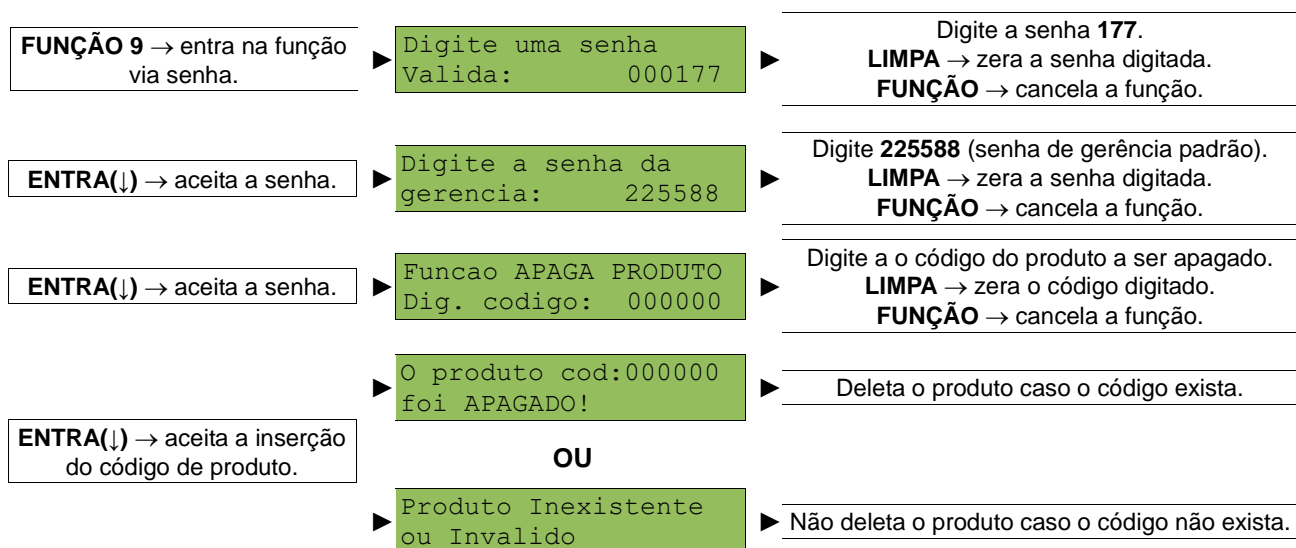 FUNÇÃO 9 → entra na função
via senha.
Digite uma senha
Valida: 000177
Digite a senha 177.
LIMPA → zera a senha digitada.
FUNÇÃO → cancela a função.
ENTRA(↓) → aceita a senha.
Digite a senha da
gerencia: 225588
Digite 225588 (senha de gerência padrão).
LIMPA → zera a senha digitada.
FUNÇÃO → cancela a função.
ENTRA(↓) → aceita a senha.
Funcao APAGA PRODUTO
Dig. codigo: 000000
Digite a o código do produto a ser apagado.
LIMPA → zera o código digitado.
FUNÇÃO → cancela a função.
ENTRA(↓) → aceita a inserção
do código de produto.
O produto cod:000000
foi APAGADO!
Deleta o produto caso o código exista.
OU
Produto Inexistente
ou Invalido
Não deleta o produto caso o código não exista.